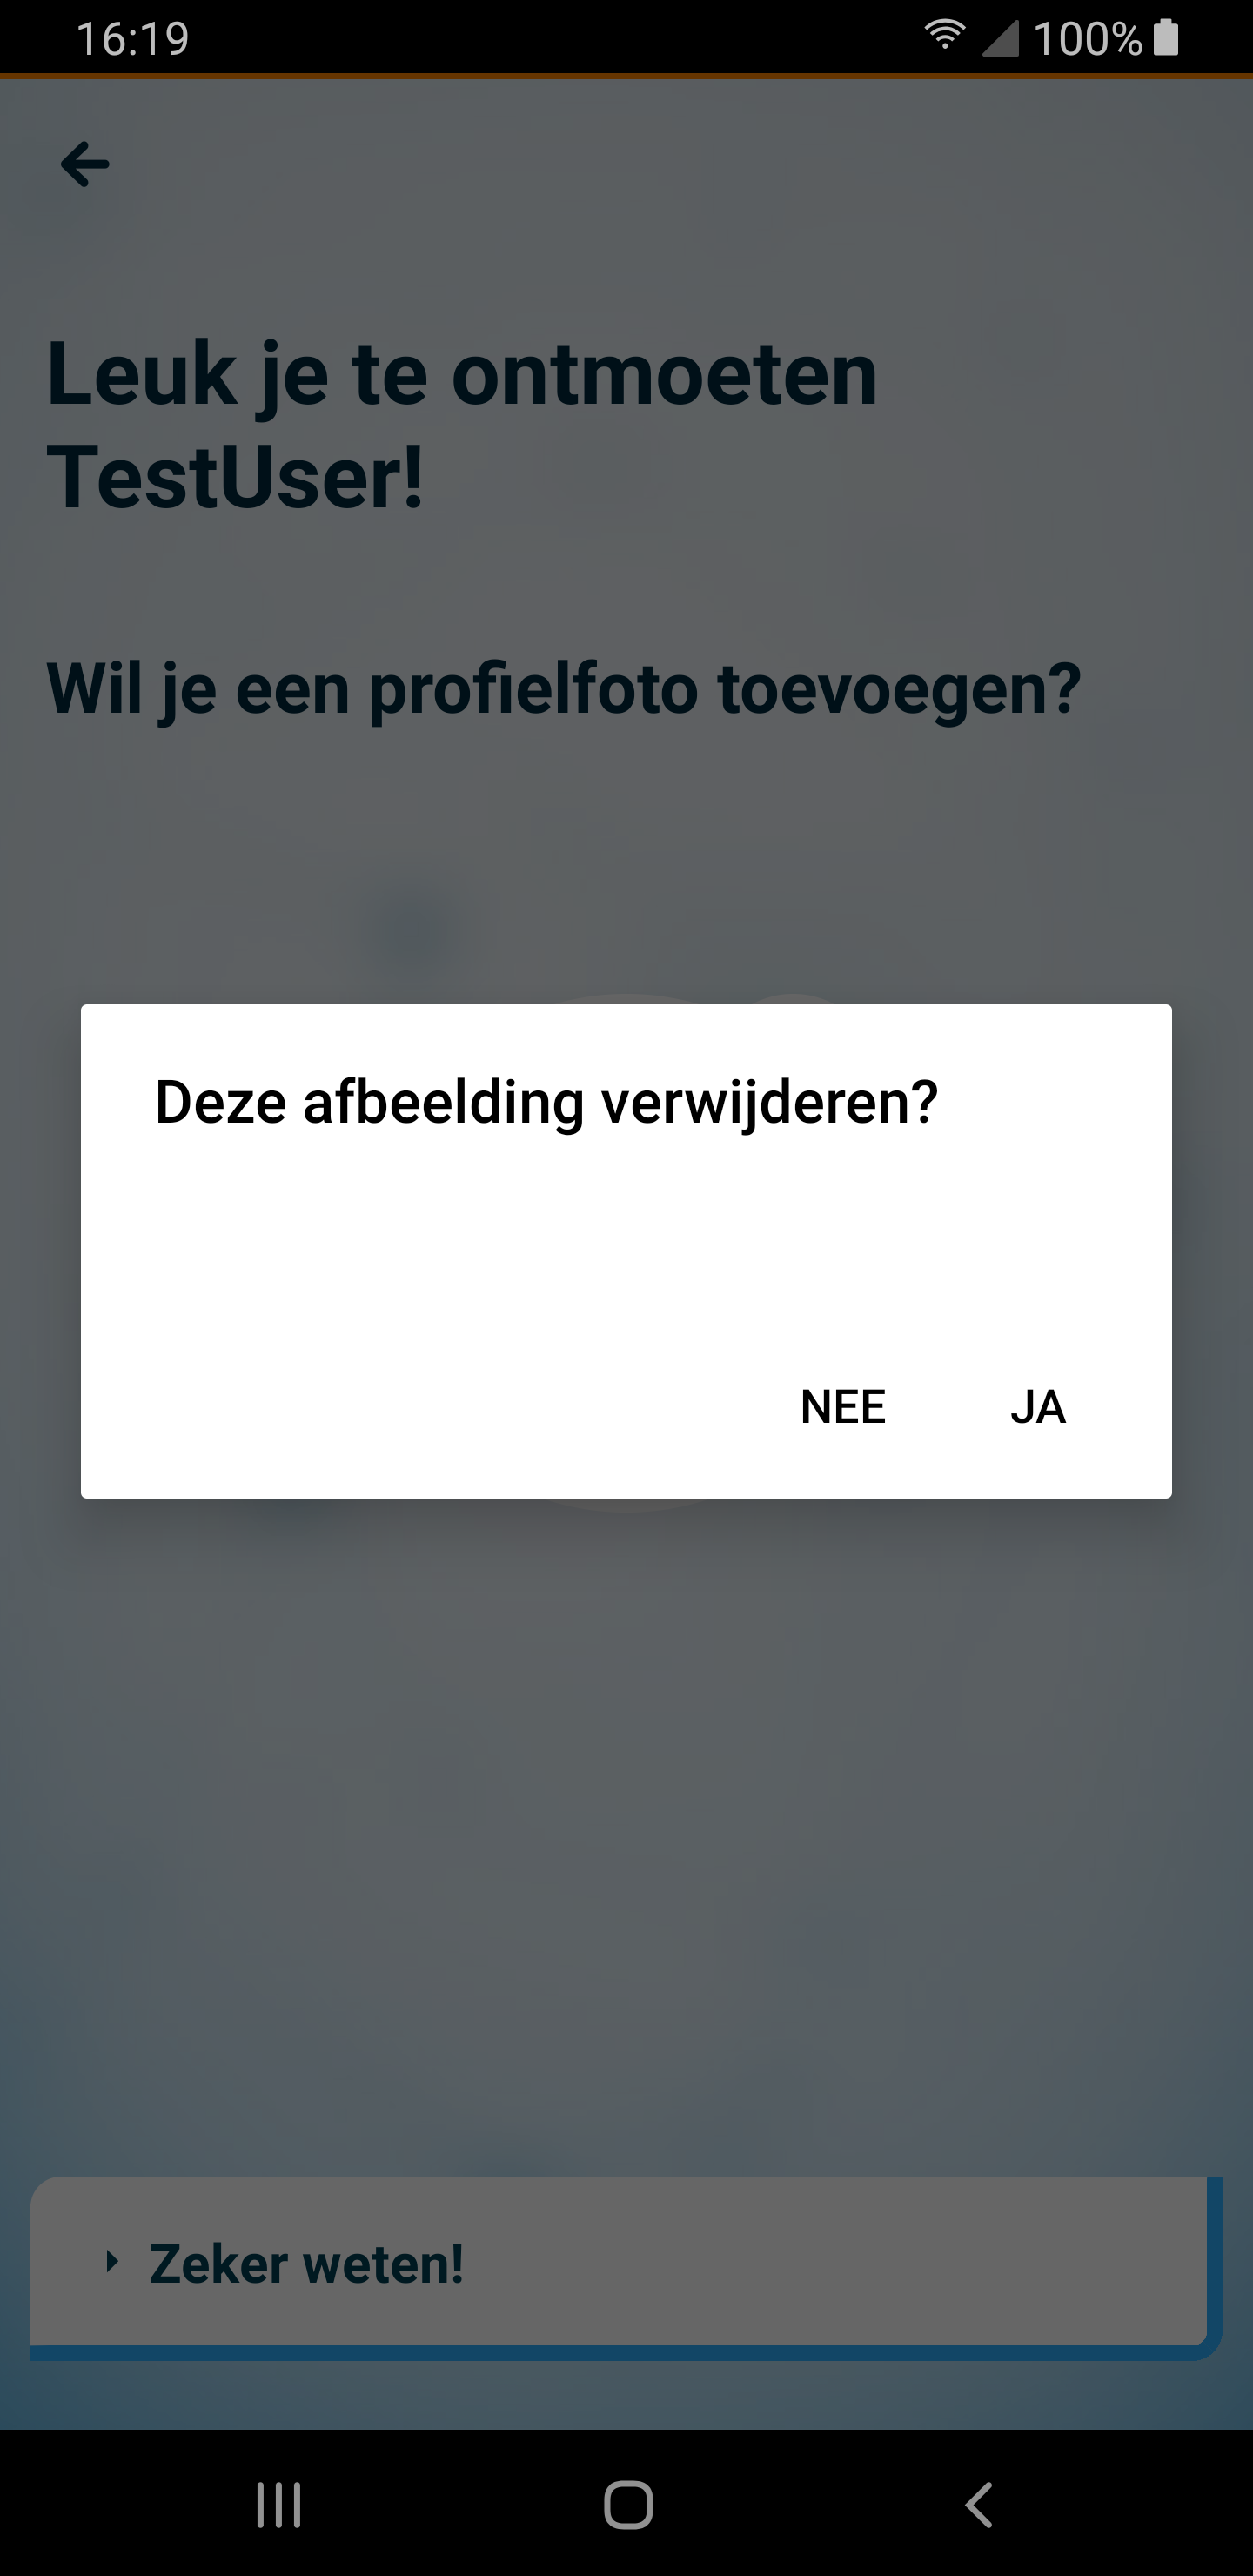 16:19
100%
Leuk je te ontmoeten
TestUser!
Wil je een profielfoto toevoegen?
Deze afbeelding verwijderen?
NEE JA
Zeker weten!